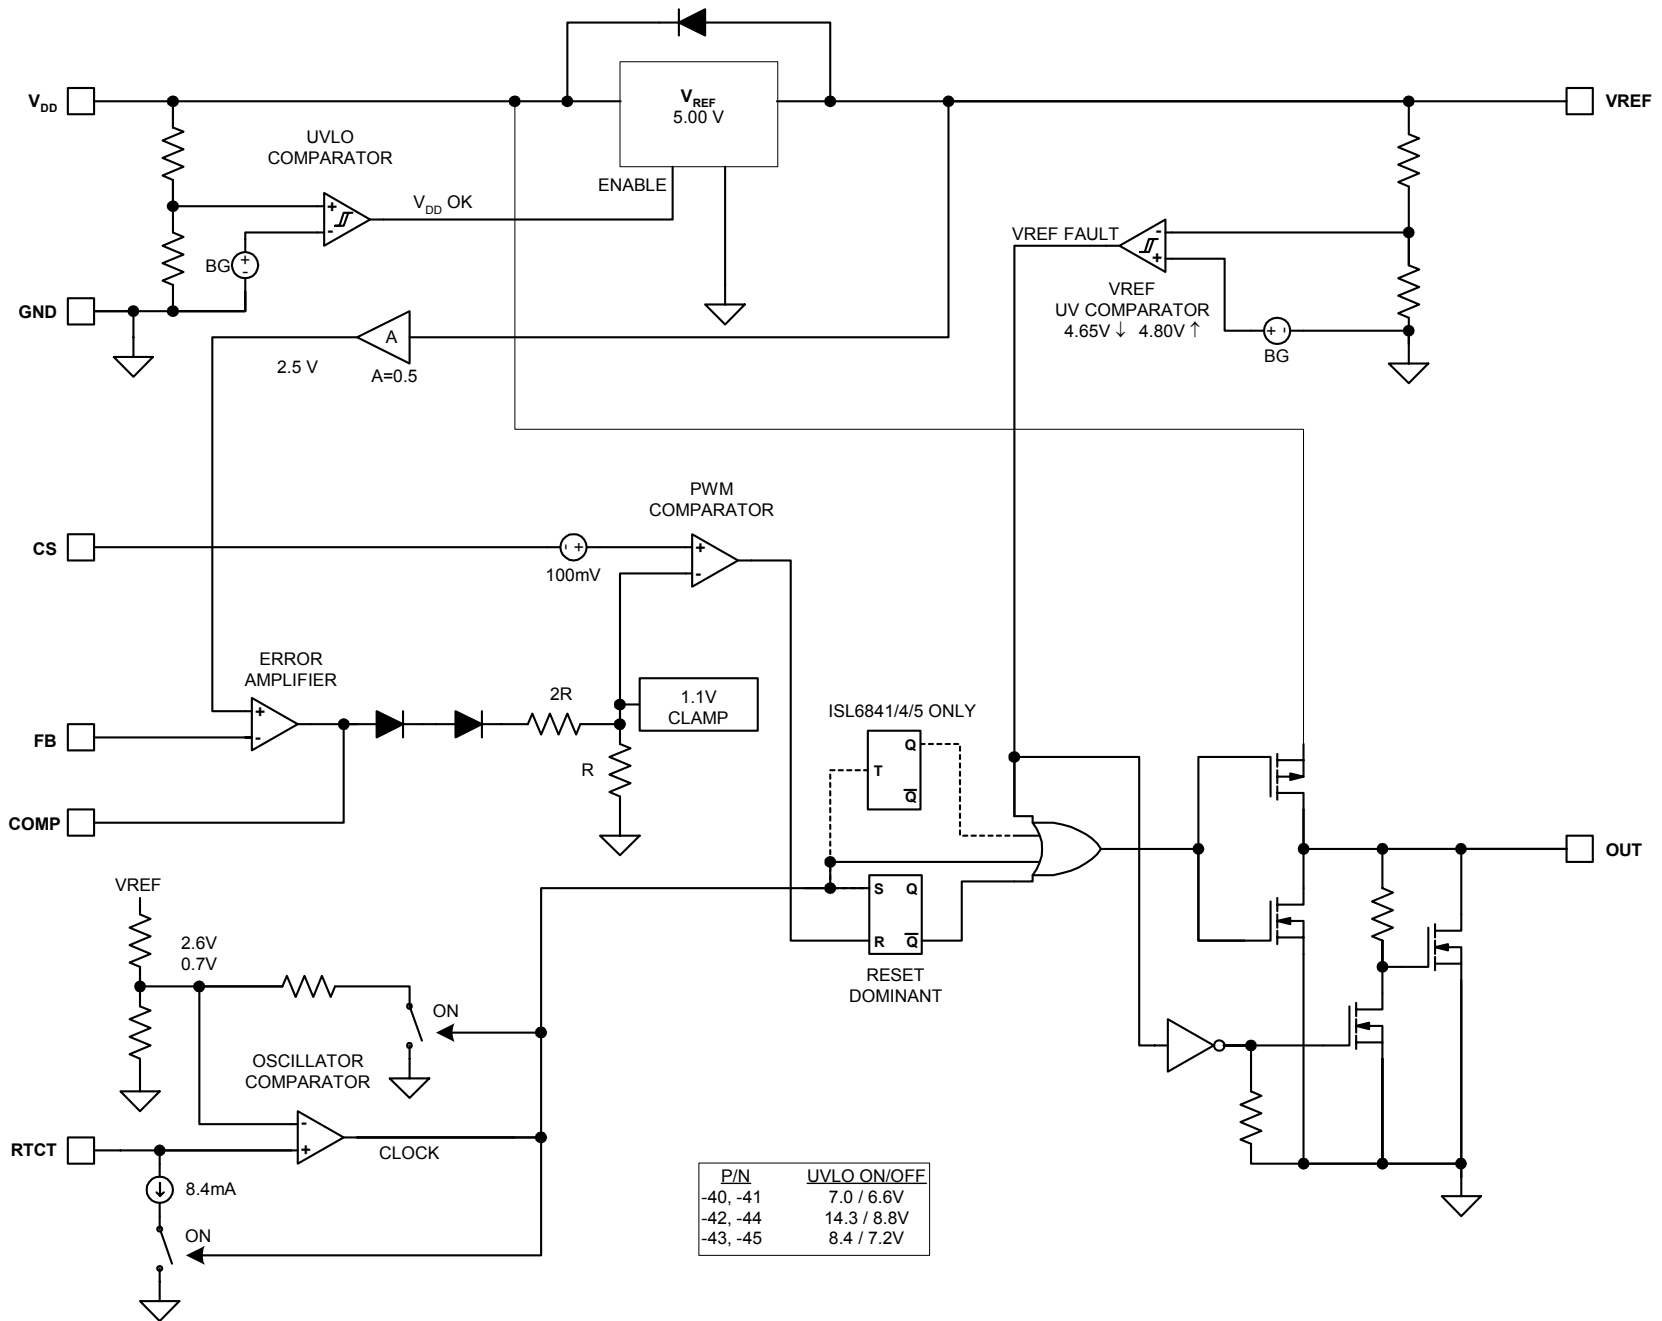 V_DD
V_REF
5.00 V
VREF
UVLO
COMPARATOR
+
-
V_DD OK
ENABLE
BG
+
-
GND
VREF FAULT
-
+
VREF
UV COMPARATOR
4.65V ↓ 4.80V ↑
+ -
BG
A
2.5 V
A=0.5
PWM
COMPARATOR
CS
- +
100mV
+
-
ERROR
AMPLIFIER
+
-
FB
2R
1.1V
CLAMP
R
COMP
ISL6841/4/5 ONLY
Q
T
Q̅
OUT
VREF
S Q
R Q̅
RESET
DOMINANT
2.6V
0.7V
ON
OSCILLATOR
COMPARATOR
-
+
RTCT
CLOCK
8.4mA
ON
P/N UVLO ON/OFF
-40, -41 7.0 / 6.6V
-42, -44 14.3 / 8.8V
-43, -45 8.4 / 7.2V